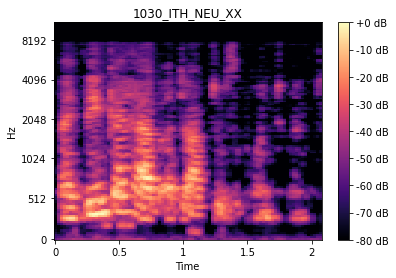 1030_ITH_NEU_XX
8192
4096
2048
1024
512
0
Hz
0
0.5
1
1.5
2
Time
+0 dB
-10 dB
-20 dB
-30 dB
-40 dB
-50 dB
-60 dB
-70 dB
-80 dB